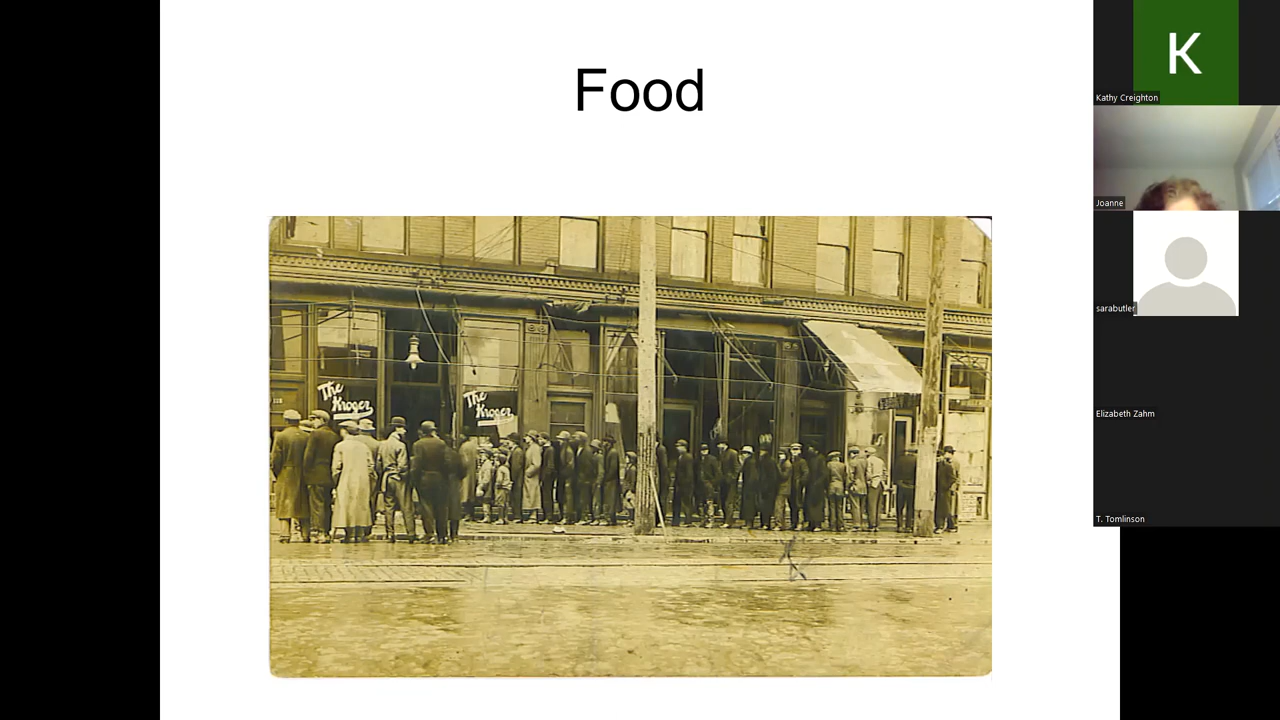 Food
The
Kroger
The
Kroger
K
Kathy Creighton
Joanne
sarabutler
Elizabeth Zahm
T. Tomlinson